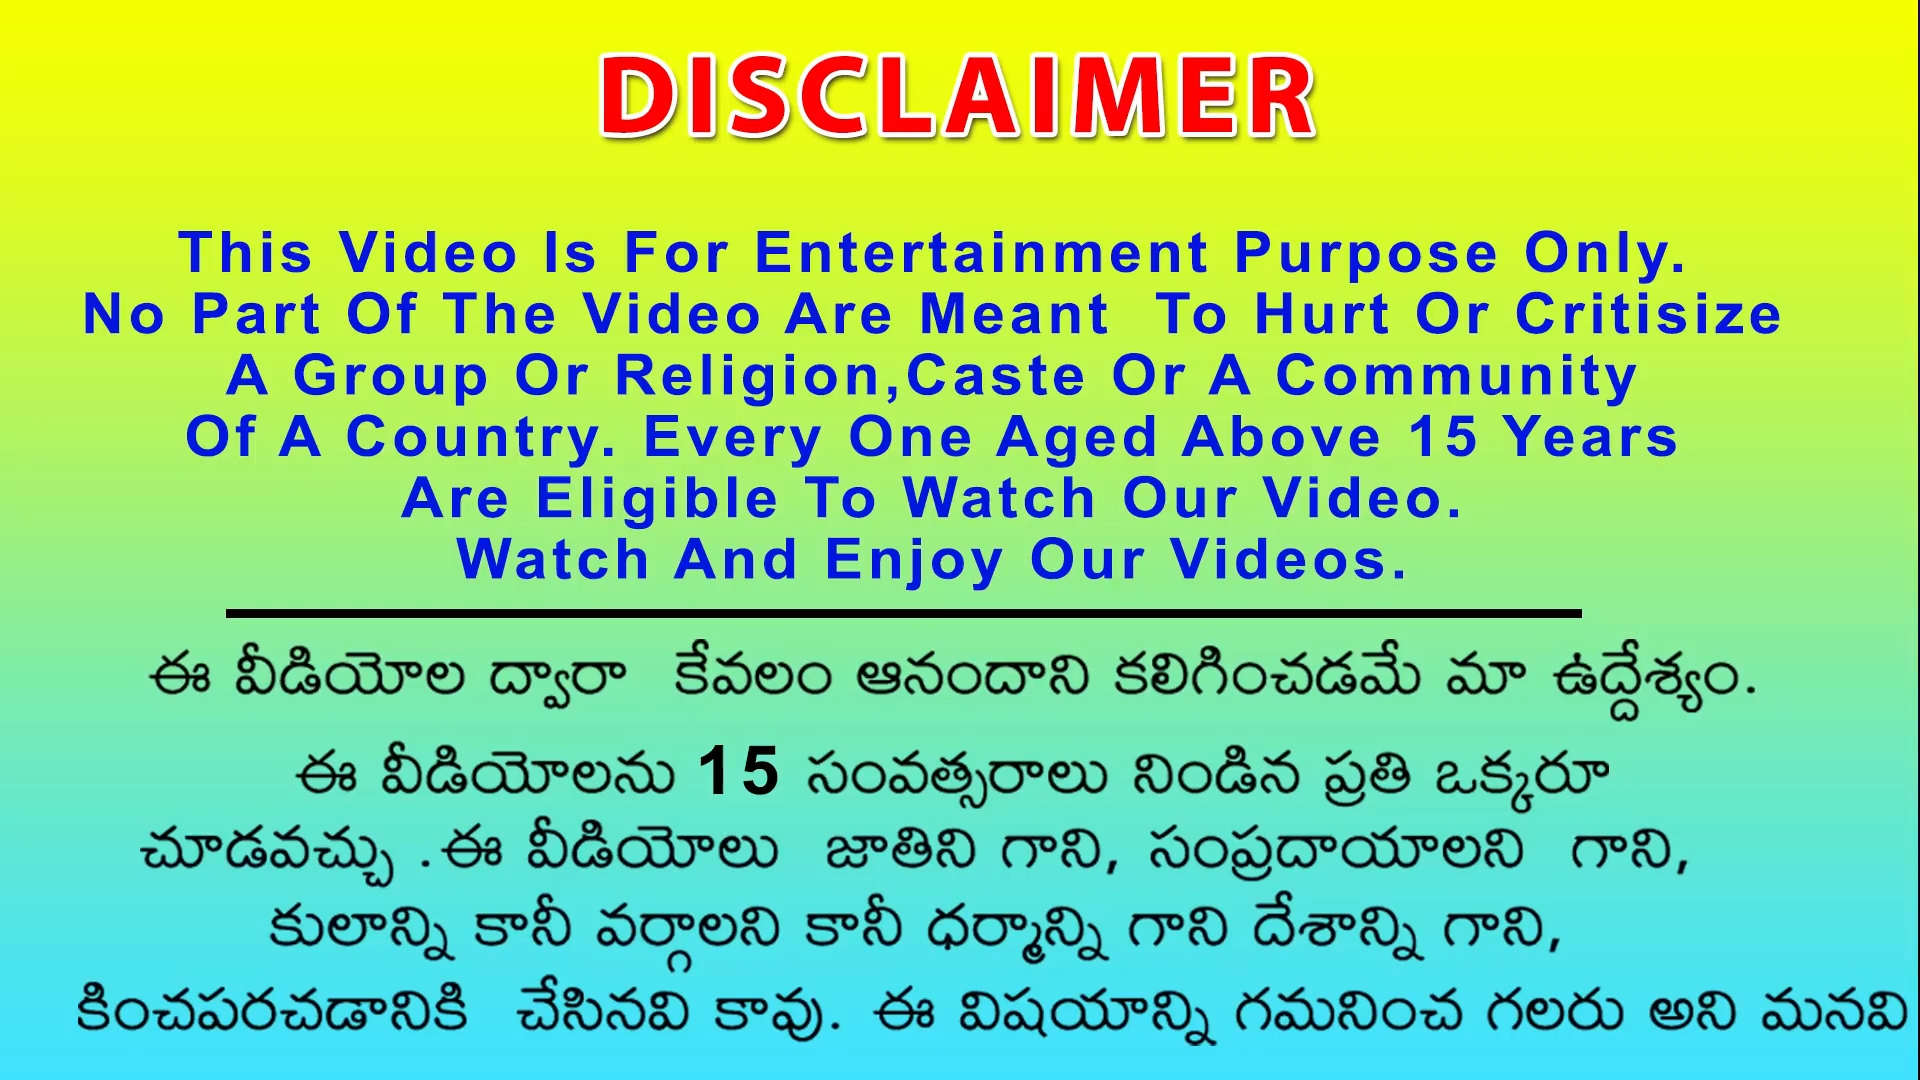 DISCLAIMER
This Video Is For Entertainment Purpose Only.
No Part Of The Video Are Meant To Hurt Or Critisize
A Group Or Religion,Caste Or A Community
Of A Country. Every One Aged Above 15 Years
Are Eligible To Watch Our Video.
Watch And Enjoy Our Videos.
ఈ వీడియోల ద్వారా కేవలం ఆనందాని కలిగించడమే మా ఉద్దేశ్యం.
ఈ వీడియోలను 15 సంవత్సరాలు నిండిన ప్రతి ఒక్కరూ
చూడవచ్చు .ఈ వీడియోలు జాతిని గాని, సంప్రదాయాలని గాని,
కులాన్ని కానీ వర్గాలని కానీ ధర్మాన్ని గాని దేశాన్ని గాని,
కించపరచడానికి చేసినవి కావు. ఈ విషయాన్ని గమనించ గలరు అని మనవి